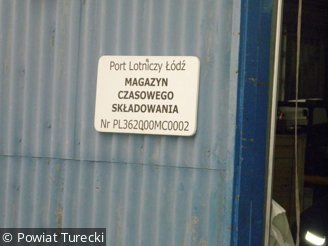 Port Lotniczy Łódź
MAGAZYN
CZASOWEGO
SKŁADOWANIA
Nr PL362000MC0002
© Powiat Turecki